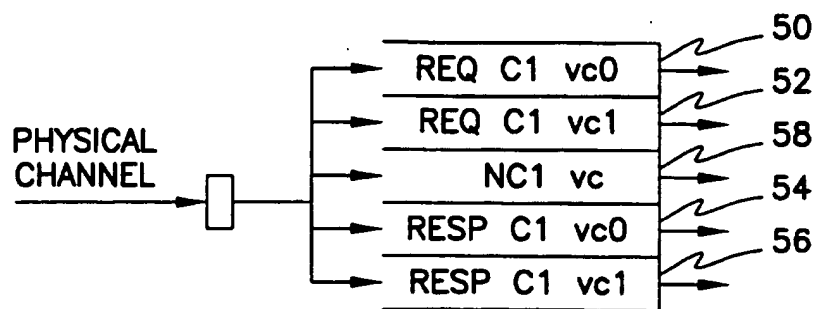 50
REQ C1 vc0
52
REQ C1 vc1
58
PHYSICAL
CHANNEL
NC1 vc
54
RESP C1 vc0
56
RESP C1 vc1